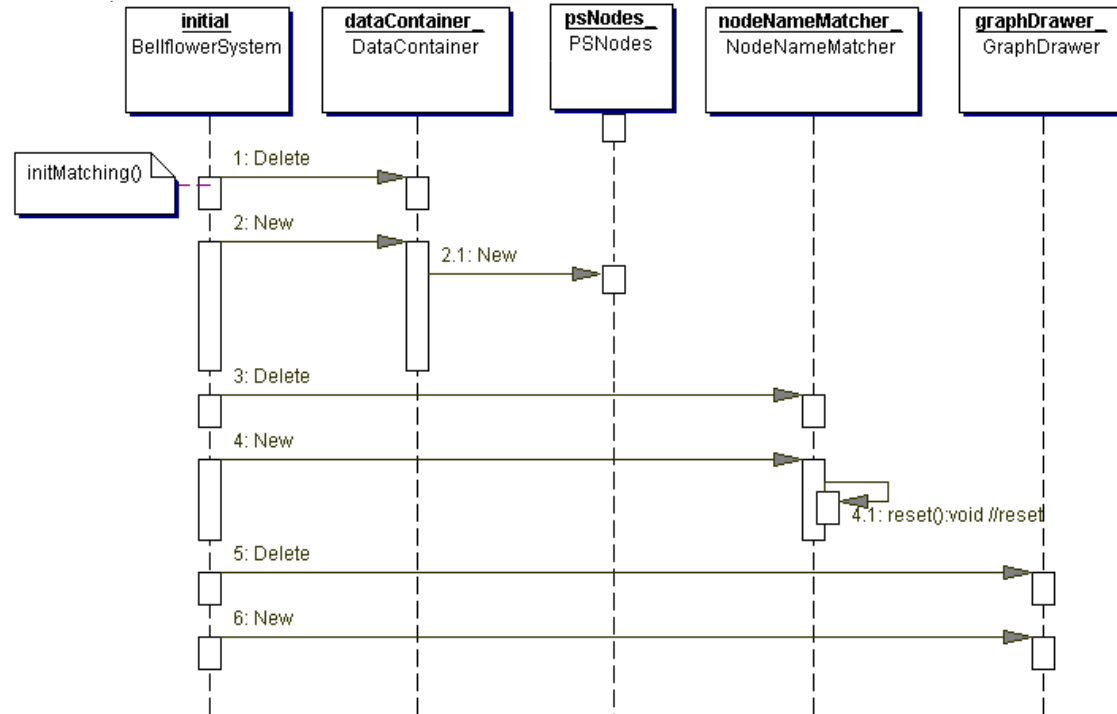 initial
BellflowerSystem
dataContainer_
DataContainer
psNodes_
PSNodes
nodeNameMatcher_
NodeNameMatcher
graphDrawer_
GraphDrawer
initMatching()
1: Delete
2: New
2.1: New
3: Delete
4: New
4.1: reset():void //reset
5: Delete
6: New